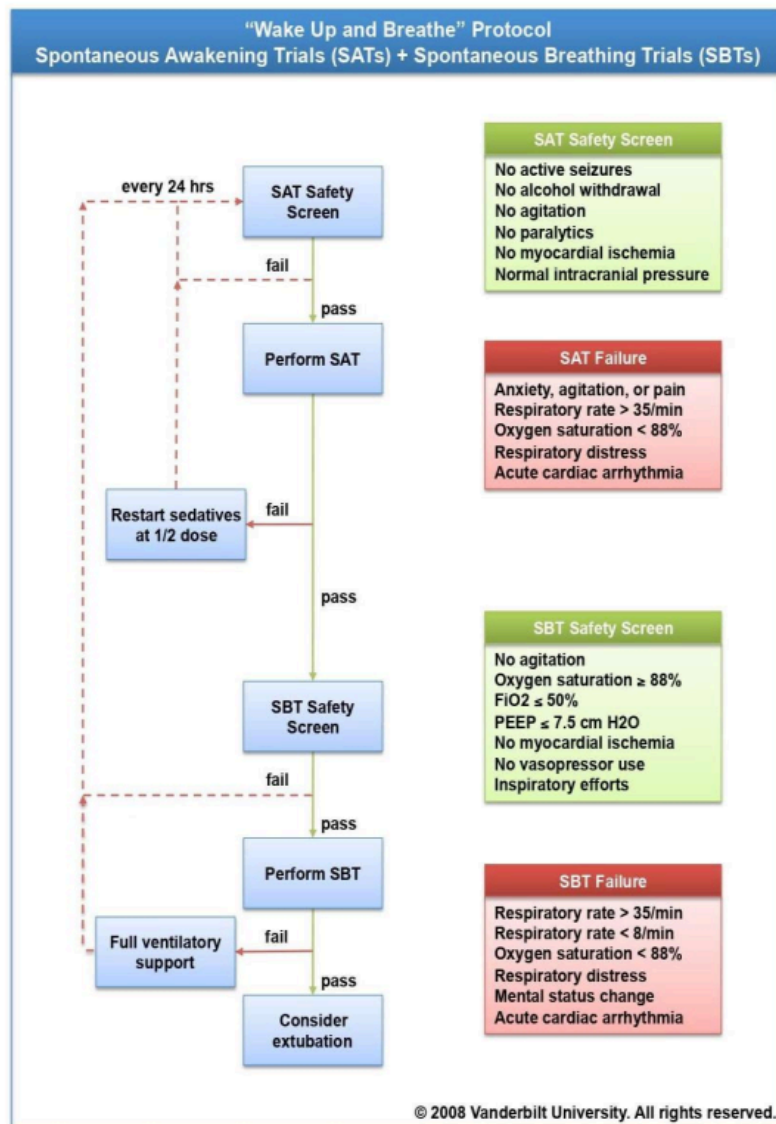 “Wake Up and Breathe” Protocol
Spontaneous Awakening Trials (SATs) + Spontaneous Breathing Trials (SBTs)
every 24 hrs
SAT Safety
Screen
fail
pass
Perform SAT
fail
Restart sedatives
at 1/2 dose
pass
SBT Safety
Screen
fail
pass
Perform SBT
fail
Full ventilatory
support
pass
Consider
extubation
SAT Safety Screen
No active seizures
No alcohol withdrawal
No agitation
No paralytics
No myocardial ischemia
Normal intracranial pressure
SAT Failure
Anxiety, agitation, or pain
Respiratory rate > 35/min
Oxygen saturation < 88%
Respiratory distress
Acute cardiac arrhythmia
SBT Safety Screen
No agitation
Oxygen saturation ≥ 88%
FiO2 ≤ 50%
PEEP ≤ 7.5 cm H2O
No myocardial ischemia
No vasopressor use
Inspiratory efforts
SBT Failure
Respiratory rate > 35/min
Respiratory rate < 8/min
Oxygen saturation < 88%
Respiratory distress
Mental status change
Acute cardiac arrhythmia
© 2008 Vanderbilt University. All rights reserved.